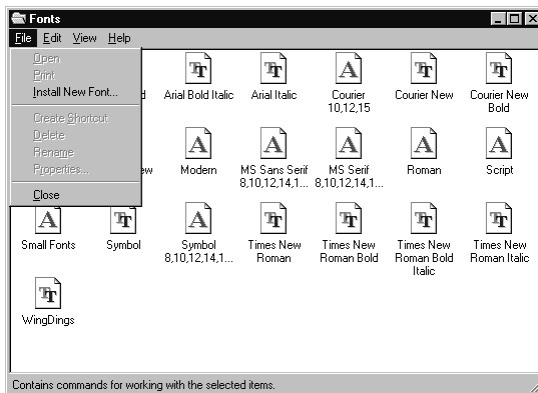 Fonts
File Edit View Help
Open
Print
Install New Font...
Create Shortcut
Delete
Rename
Properties...
Close
d
Arial Bold Italic
Arial Italic
Courier
10,12,15
Courier New
Courier New
Bold
ew
Modern
MS Sans Serif
8,10,12,14,1...
MS Serif
8,10,12,14,1...
Roman
Script
Small Fonts
Symbol
Symbol
8,10,12,14,1...
Times New
Roman
Times New
Roman Bold
Times New
Roman Bold
Italic
Times New
Roman Italic
WingDings
Contains commands for working with the selected items.